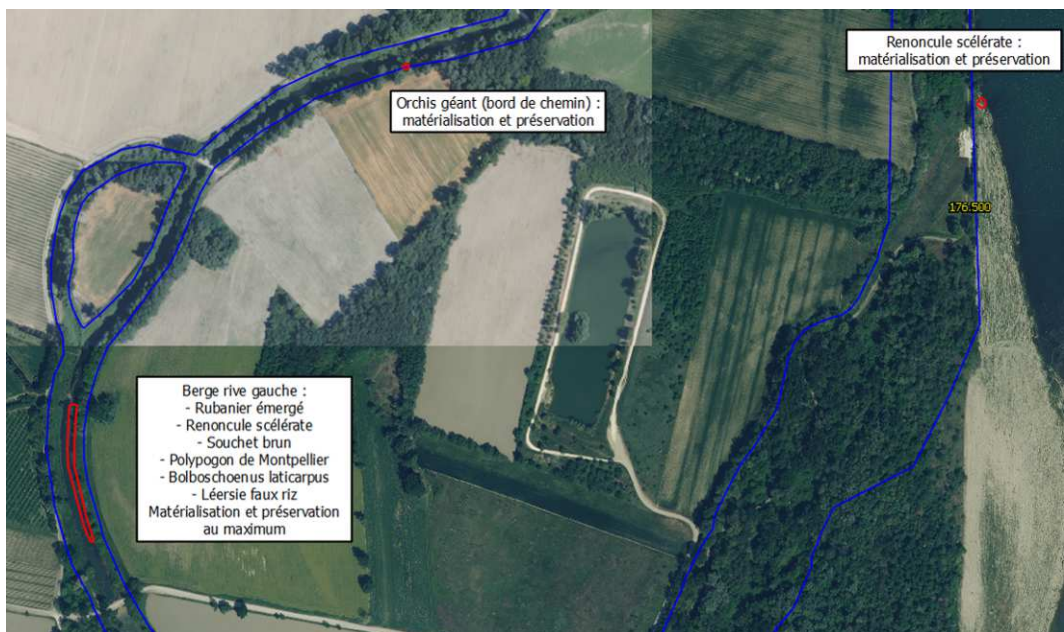 Renoncule scélérate :
matérialisation et préservation
Orchis géant (bord de chemin) :
matérialisation et préservation
176.500
Berge rive gauche :
- Rubanier émergé
- Renoncule scélérate
- Souchet brun
- Polypogon de Montpellier
- Bolboschoenus laticarpus
- Léersie faux riz
Matérialisation et préservation
au maximum